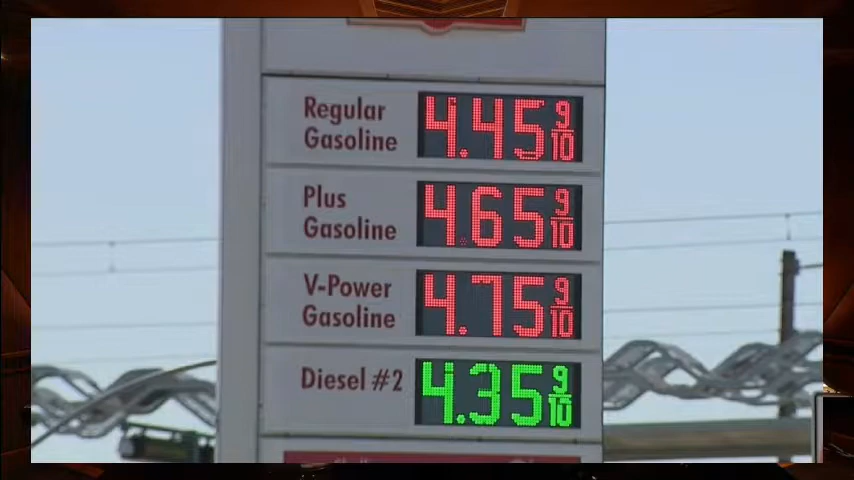 Regular
Gasoline
4.45 9/10
Plus
Gasoline
4.65 9/10
V-Power
Gasoline
4.75 9/10
Diesel #2
4.35 9/10